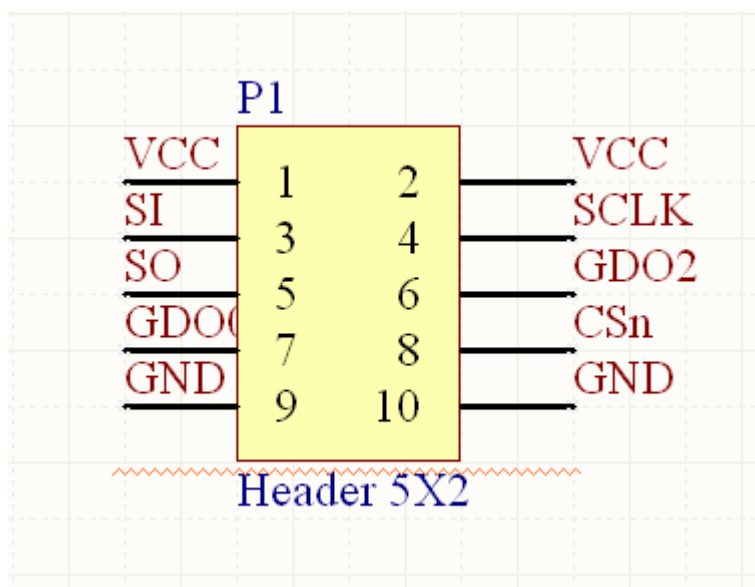 P1
VCC 1 2 VCC
SI 3 4 SCLK
SO 5 6 GDO2
GDO0 7 8 CSn
GND 9 10 GND
Header 5X2